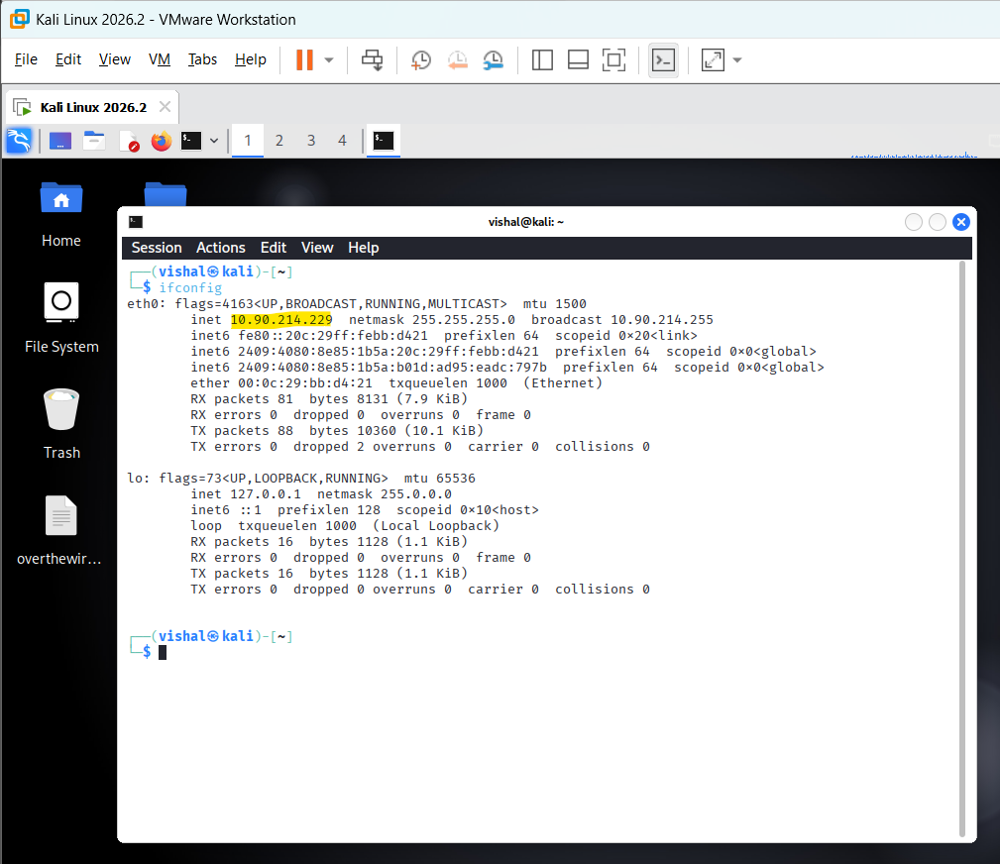 Kali Linux 2026.2 - VMware Workstation
File Edit View VM Tabs Help
Kali Linux 2026.2
1 2 3 4
Home
File System
Trash
overthewir...
vishal@kali: ~
Session Actions Edit View Help
┌──(vishal㉿kali)-[~]
└─$ ifconfig
eth0: flags=4163<UP,BROADCAST,RUNNING,MULTICAST>  mtu 1500
        inet 10.90.214.229  netmask 255.255.255.0  broadcast 10.90.214.255
        inet6 fe80::20c:29ff:febb:d421  prefixlen 64  scopeid 0×20<link>
        inet6 2409:4080:8e85:1b5a:20c:29ff:febb:d421  prefixlen 64  scopeid 0×0<global>
        inet6 2409:4080:8e85:1b5a:b01d:ad95:eadc:797b  prefixlen 64  scopeid 0×0<global>
        ether 00:0c:29:bb:d4:21  txqueuelen 1000  (Ethernet)
        RX packets 81  bytes 8131 (7.9 KiB)
        RX errors 0  dropped 0  overruns 0  frame 0
        TX packets 88  bytes 10360 (10.1 KiB)
        TX errors 0  dropped 2 overruns 0  carrier 0  collisions 0
lo: flags=73<UP,LOOPBACK,RUNNING>  mtu 65536
        inet 127.0.0.1  netmask 255.0.0.0
        inet6 ::1  prefixlen 128  scopeid 0×10<host>
        loop  txqueuelen 1000  (Local Loopback)
        RX packets 16  bytes 1128 (1.1 KiB)
        RX errors 0  dropped 0  overruns 0  frame 0
        TX packets 16  bytes 1128 (1.1 KiB)
        TX errors 0  dropped 0 overruns 0  carrier 0  collisions 0
┌──(vishal㉿kali)-[~]
└─$